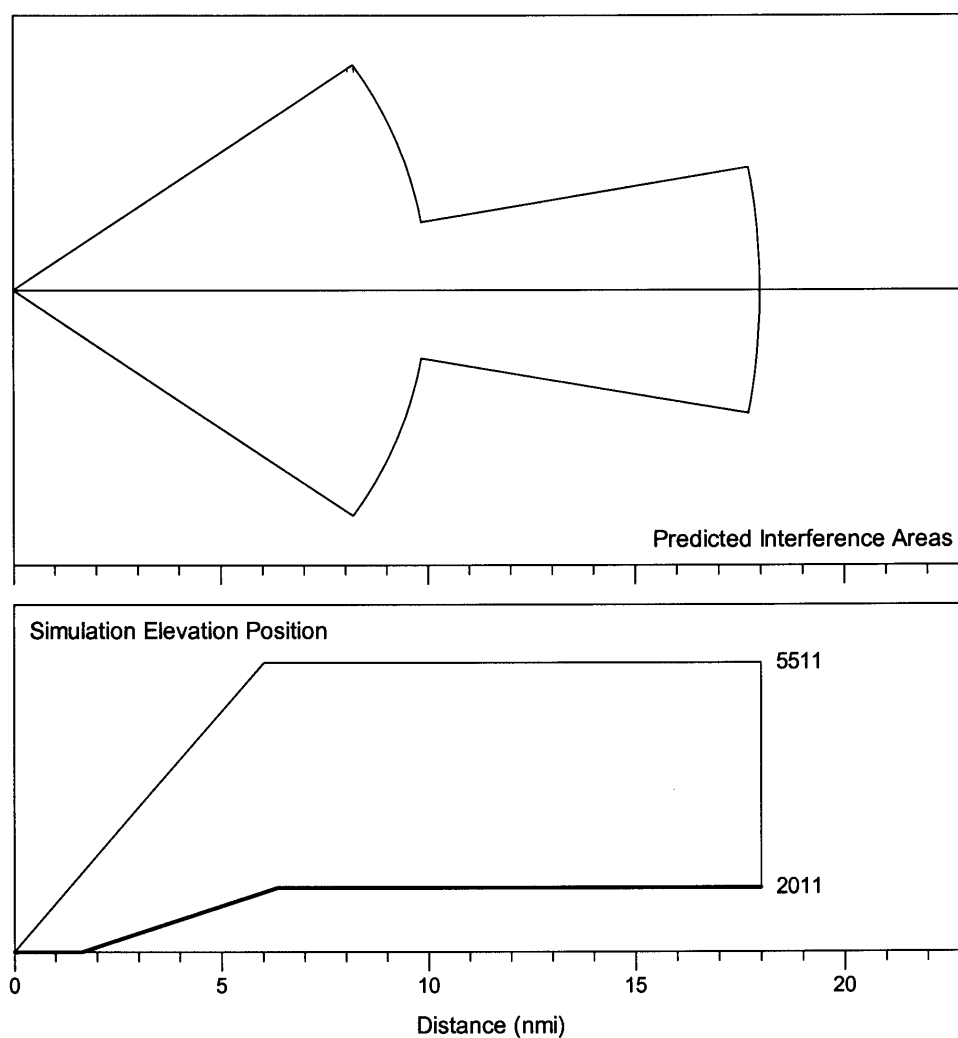 Predicted Interference Areas
Simulation Elevation Position
5511
2011
0 5 10 15 20
Distance (nmi)